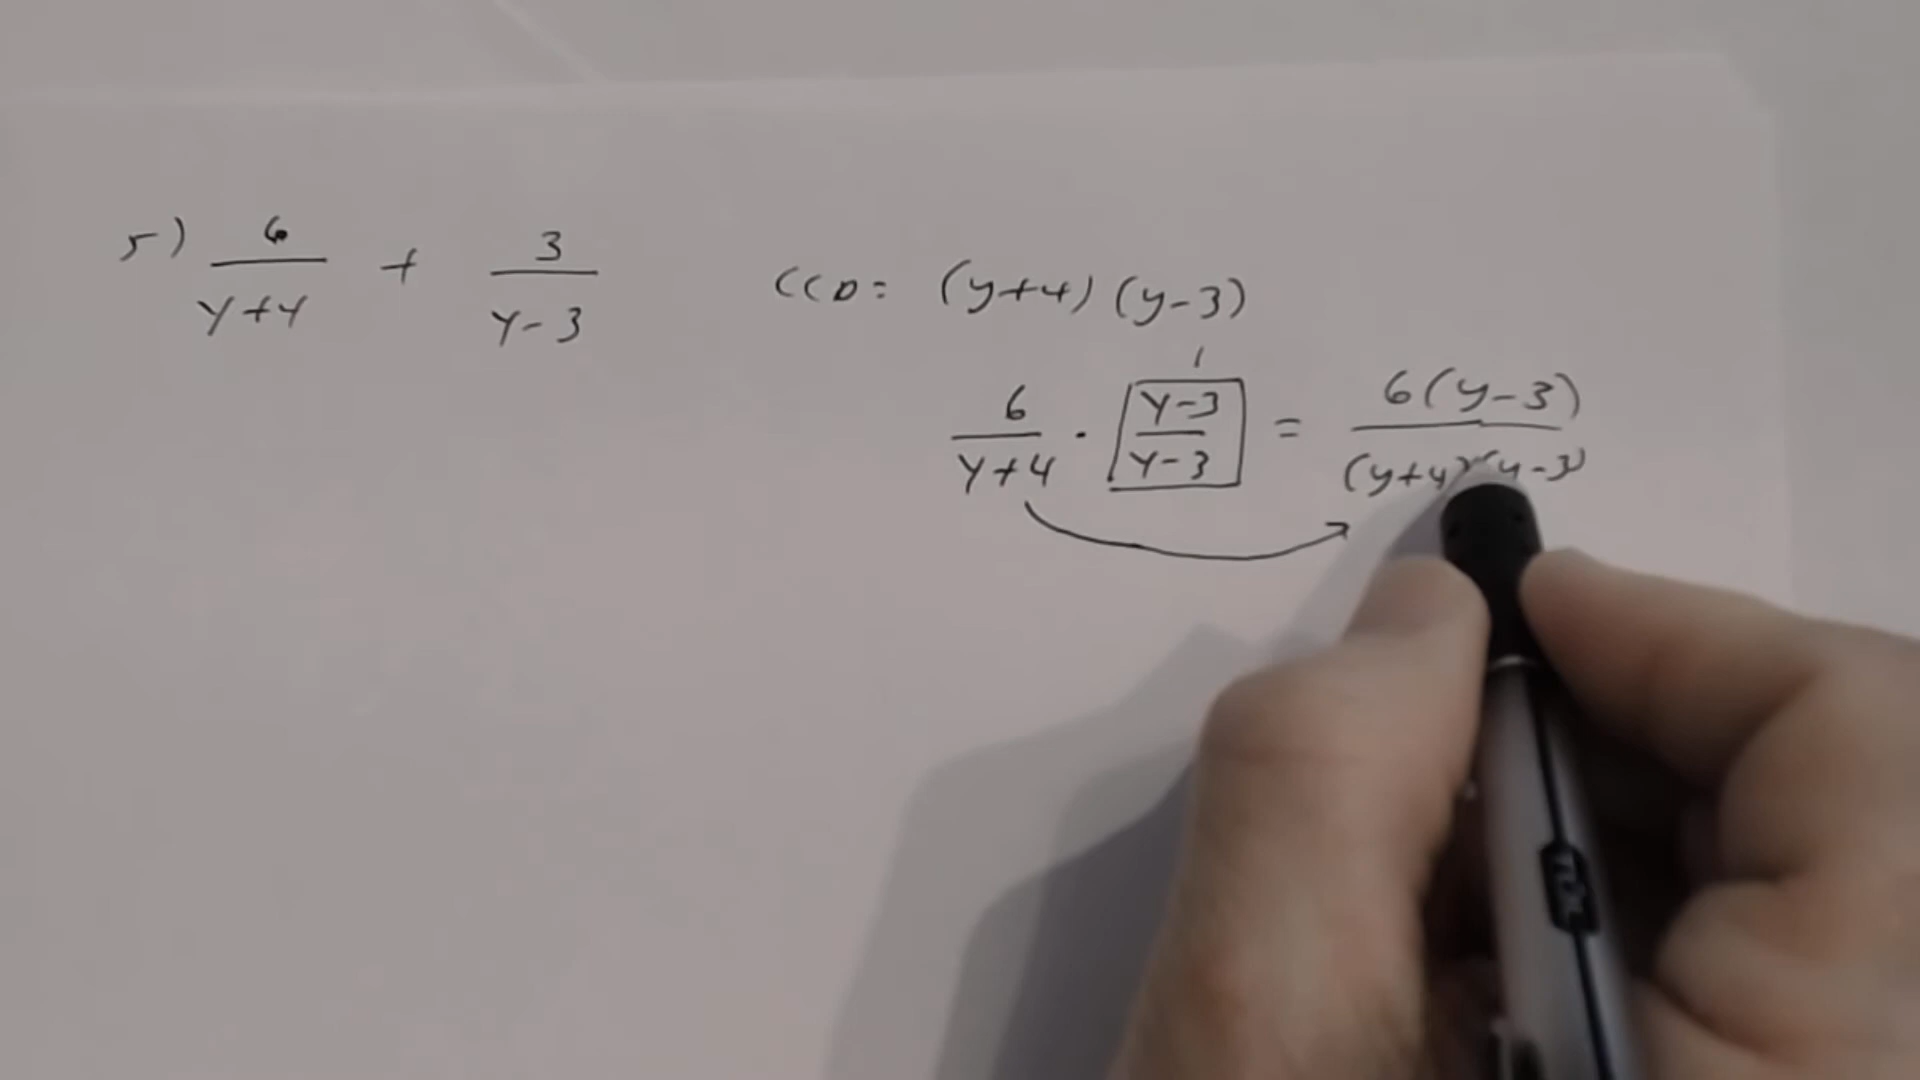 5) 6/(y+4) + 3/(y-3)
LCD= (y+4)(y-3)
1
6/(y+4) · (y-3)/(y-3) = 6(y-3)/((y+4)(y-3))